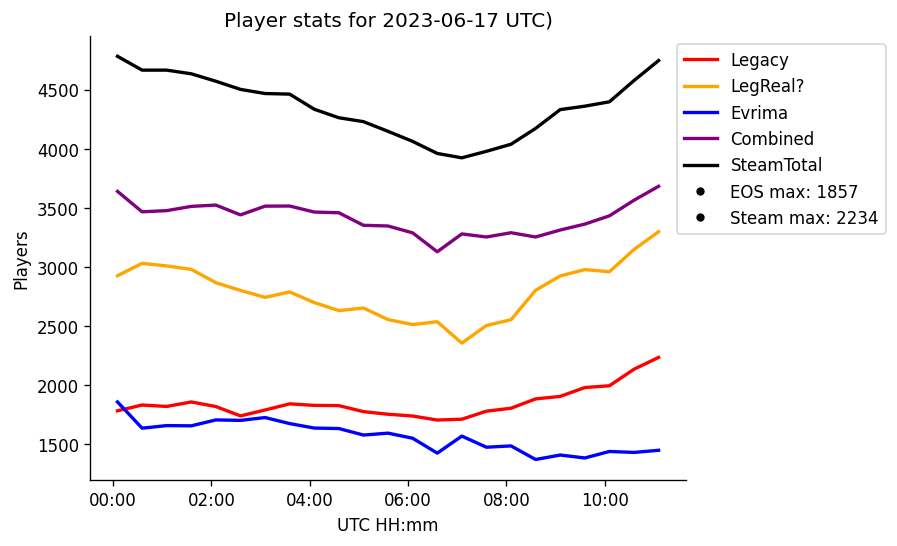 Player stats for 2023-06-17 UTC)
Legacy
LegReal?
Evrima
Combined
SteamTotal
EOS max: 1857
Steam max: 2234
Players
4500
4000
3500
3000
2500
2000
1500
00:00 02:00 04:00 06:00 08:00 10:00
UTC HH:mm